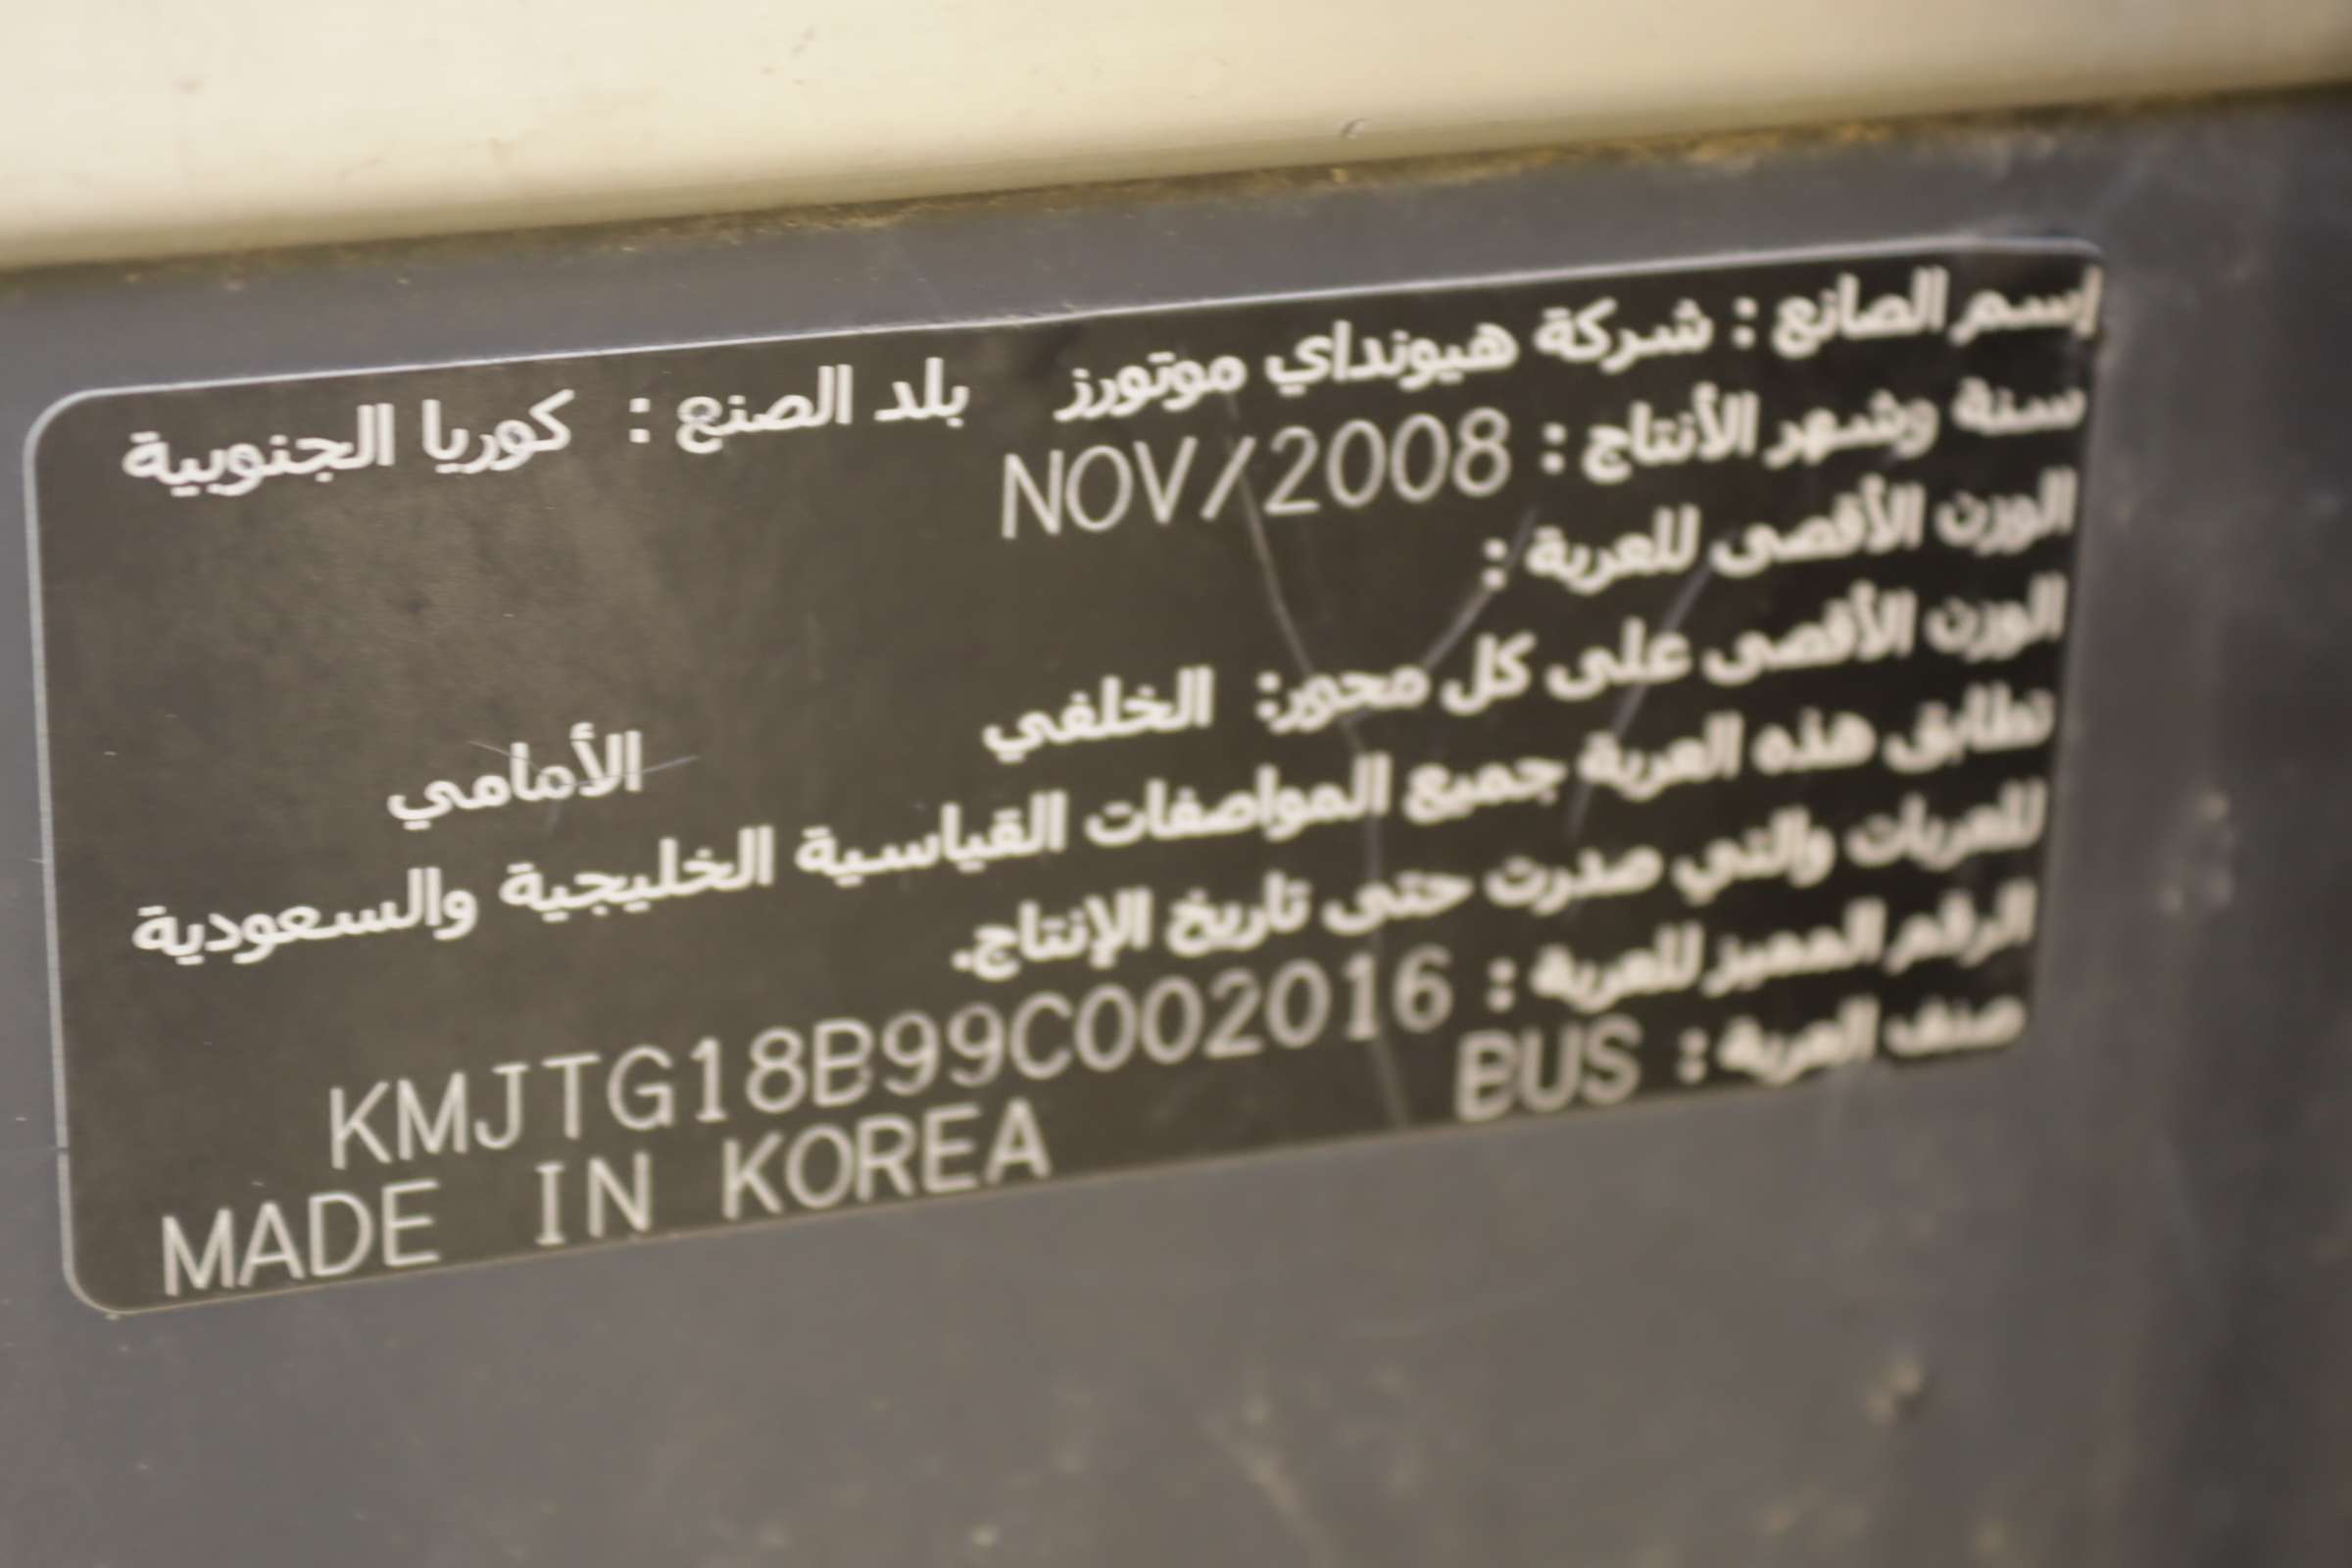 إسم الصانع : شركة هيونداي موتورز بلد الصنع : كوريا الجنوبية
سنة وشهر الأنتاج : NOV/2008
الوزن الأقصى للعربة :
الوزن الأقصى على كل محور: الخلفي الأمامي
تطابق هذه العربة جميع المواصفات القياسية الخليجية والسعودية
للعربات والتي صدرت حتى تاريخ الإنتاج.
الرقم المميز للعربة : KMJTG18B99C002016
صنف العربة : BUS MADE IN KOREA